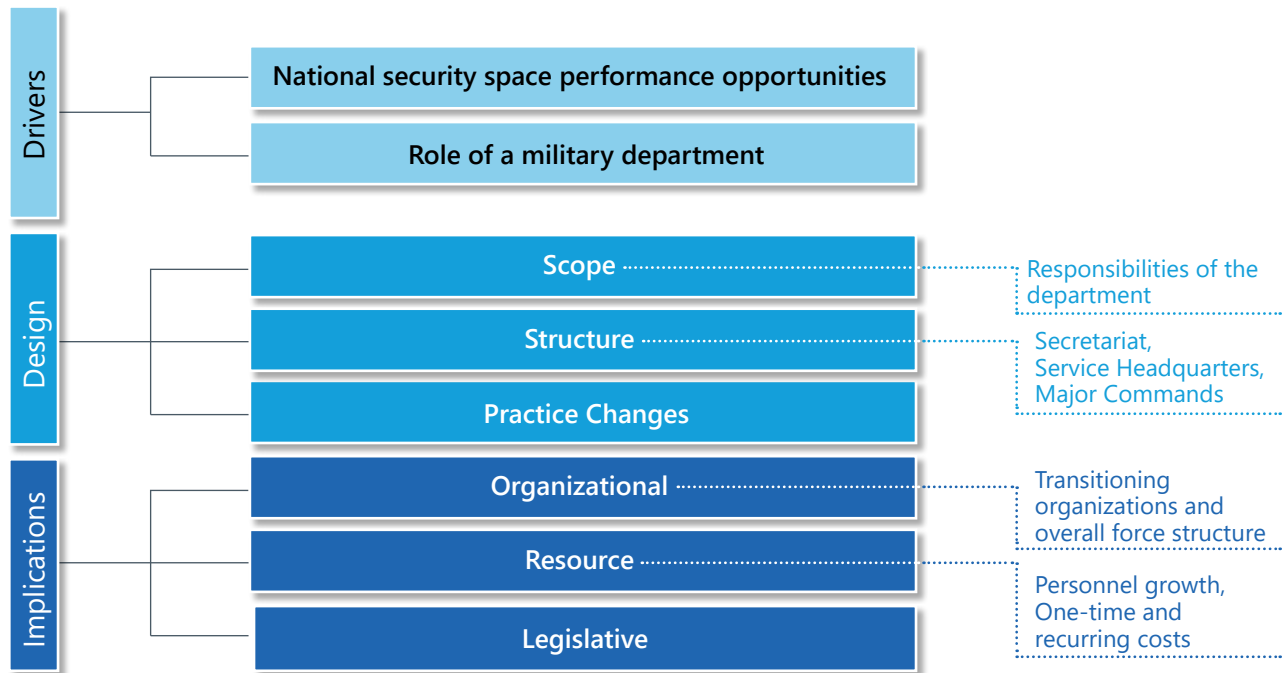 Drivers
National security space performance opportunities
Role of a military department
Design
Scope
Responsibilities of the
department
Structure
Secretariat,
Service Headquarters,
Major Commands
Practice Changes
Implications
Organizational
Transitioning
organizations and
overall force structure
Resource
Personnel growth,
One-time and
recurring costs
Legislative